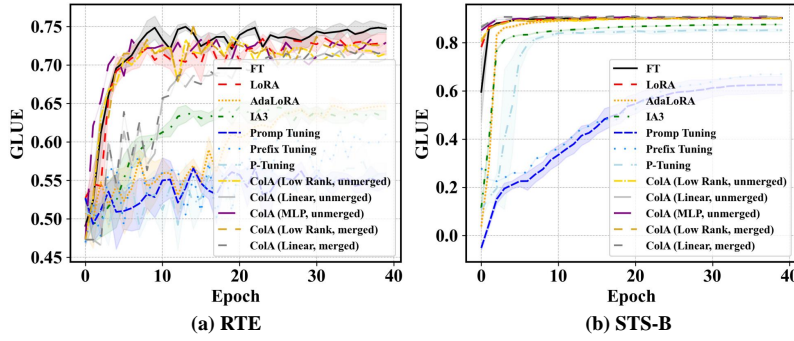 0.75
0.70
0.65
0.60
0.55
0.50
0.45
GLUE
FT
LoRA
AdaLoRA
IA3
Promp Tuning
Prefix Tuning
P-Tuning
ColA (Low Rank, unmerged)
ColA (Linear, unmerged)
ColA (MLP, unmerged)
ColA (Low Rank, merged)
ColA (Linear, merged)
0 10 20 30 40
Epoch
(a) RTE
0.8
0.6
0.4
0.2
0.0
GLUE
FT
LoRA
AdaLoRA
IA3
Promp Tuning
Prefix Tuning
P-Tuning
ColA (Low Rank, unmerged)
ColA (Linear, unmerged)
ColA (MLP, unmerged)
ColA (Low Rank, merged)
ColA (Linear, merged)
0 10 20 30 40
Epoch
(b) STS-B